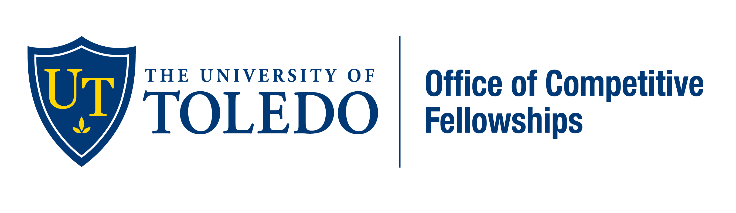 UT
THE UNIVERSITY OF
TOLEDO
Office of Competitive
Fellowships